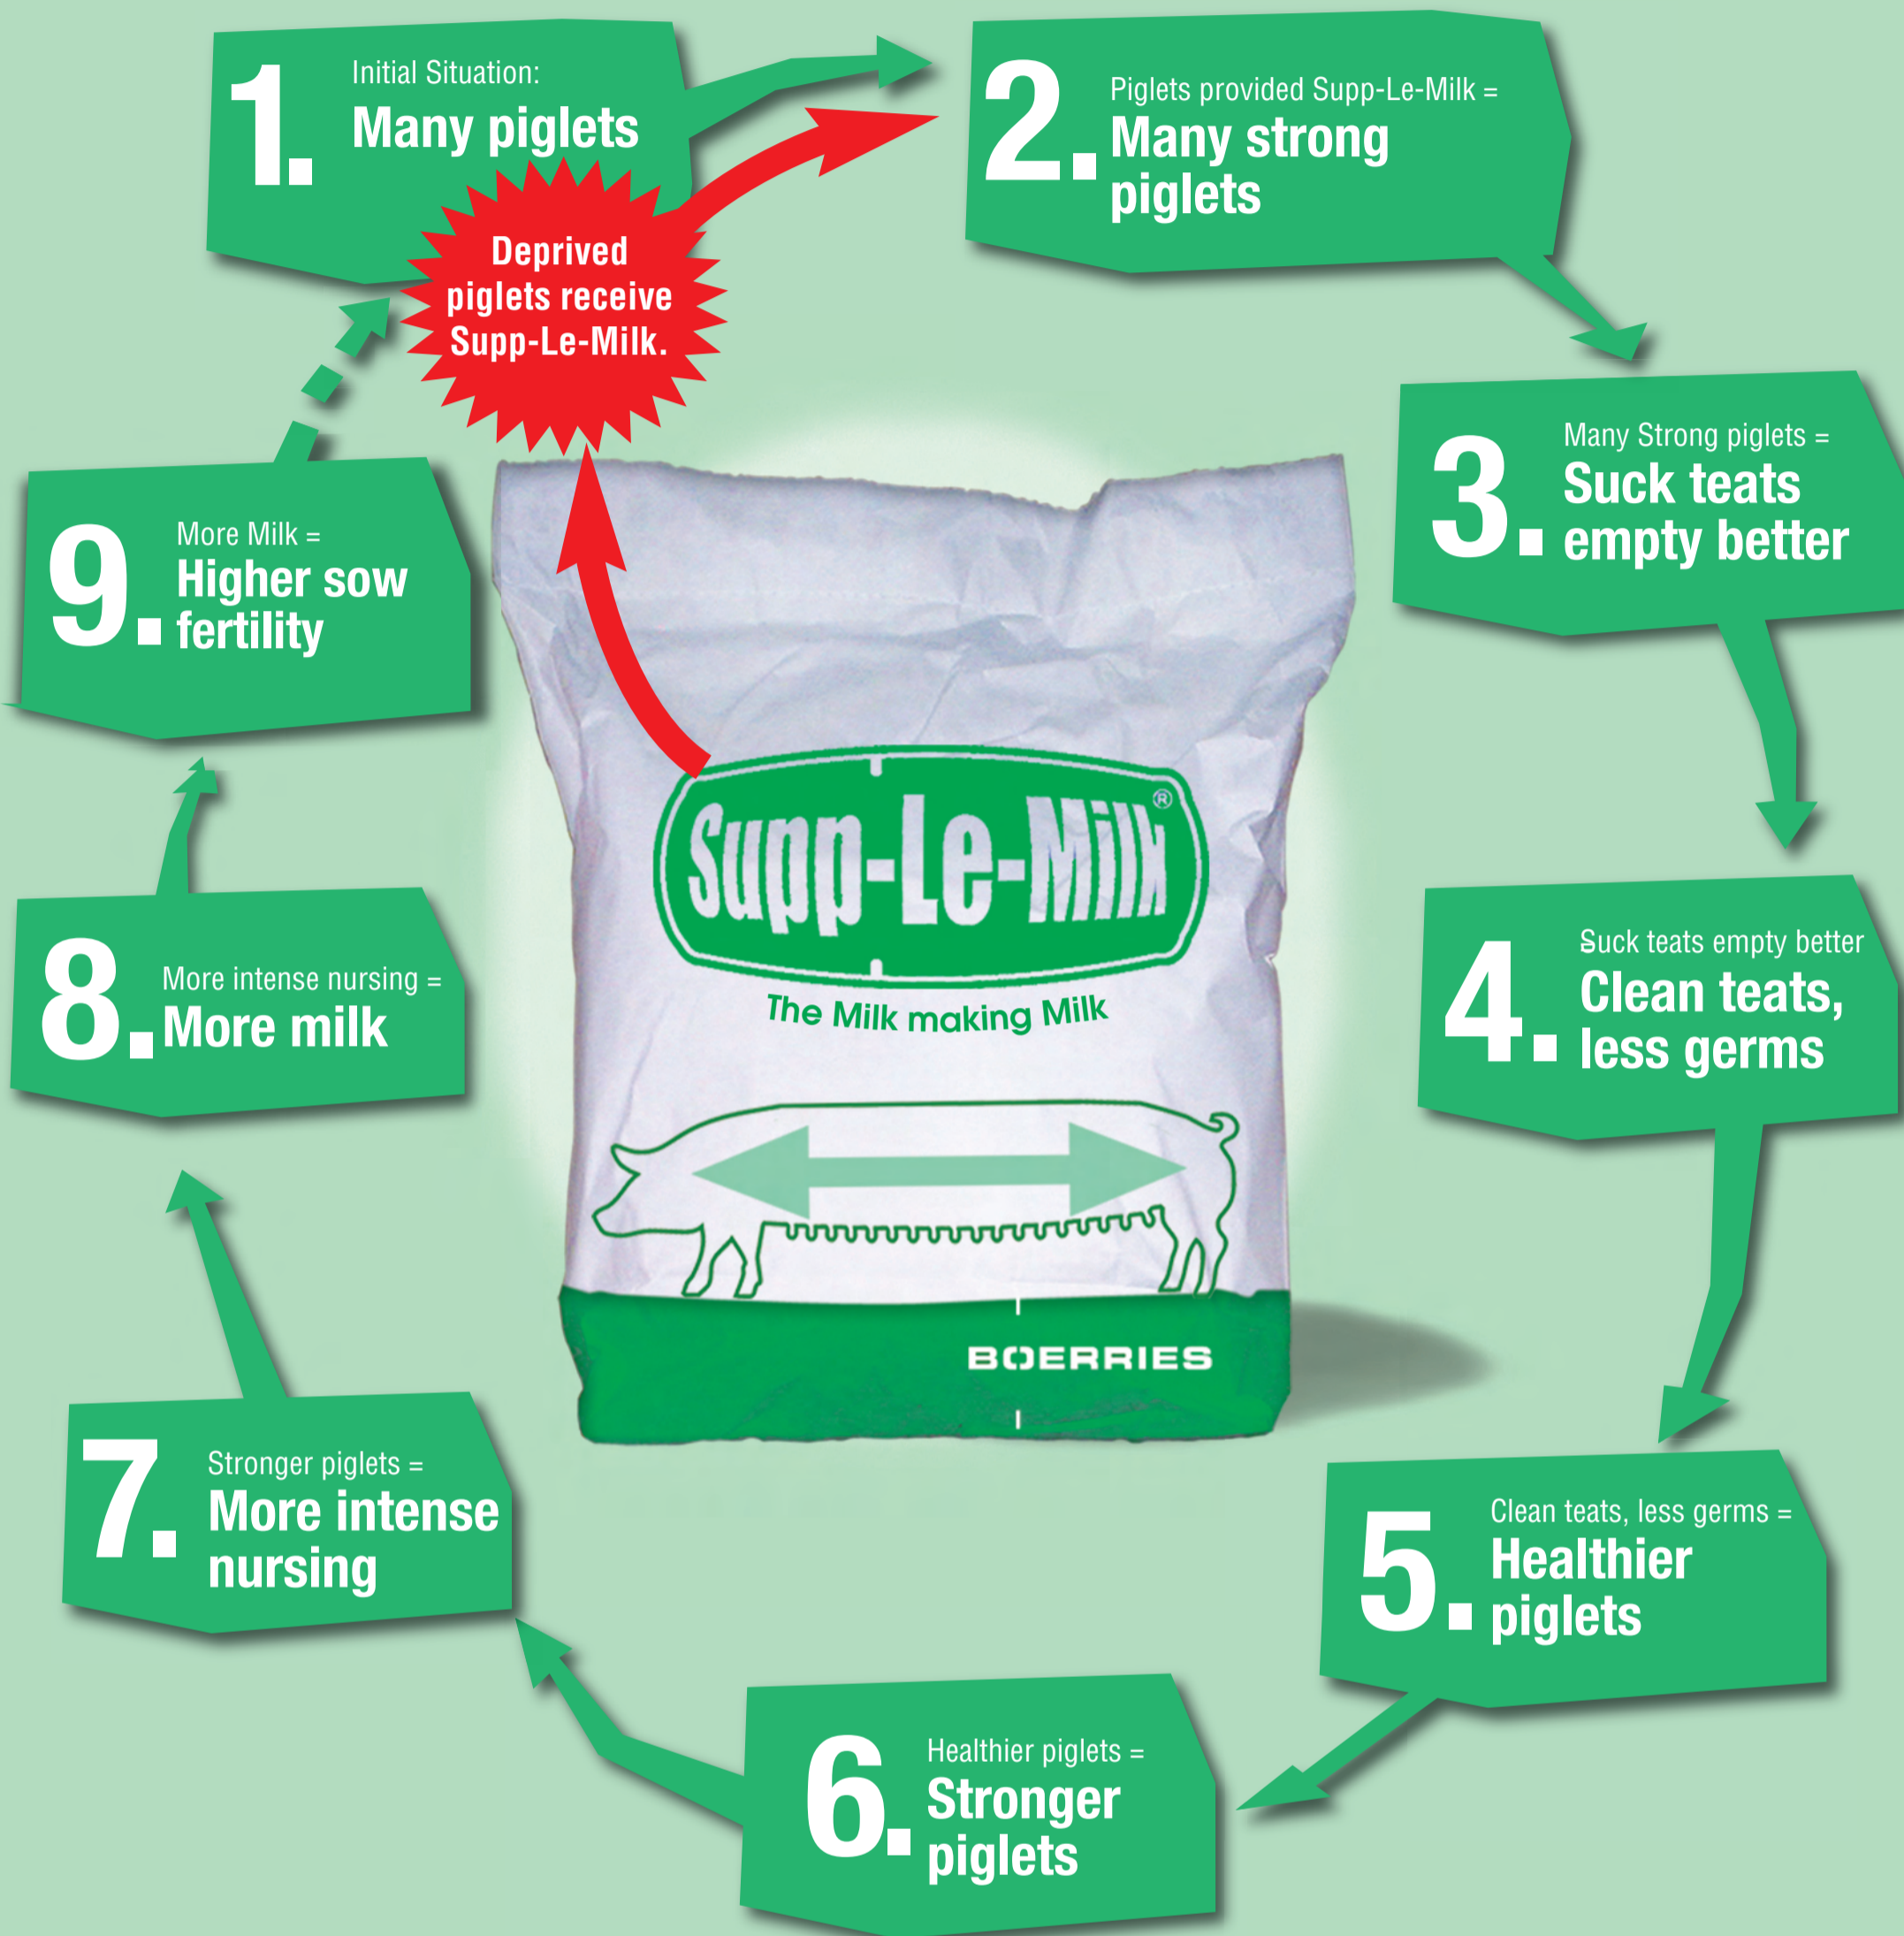 1.
Initial Situation:
Many piglets
Deprived
piglets receive
Supp-Le-Milk.
2.
Piglets provided Supp-Le-Milk =
Many strong
piglets
3.
Many Strong piglets =
Suck teats
empty better
4.
Suck teats empty better
Clean teats,
less germs
5.
Clean teats, less germs =
Healthier
piglets
6.
Healthier piglets =
Stronger
piglets
7.
Stronger piglets =
More intense
nursing
8.
More intense nursing =
More milk
9.
More Milk =
Higher sow
fertility
Supp-Le-Milk®
The Milk making Milk
BOERRIES